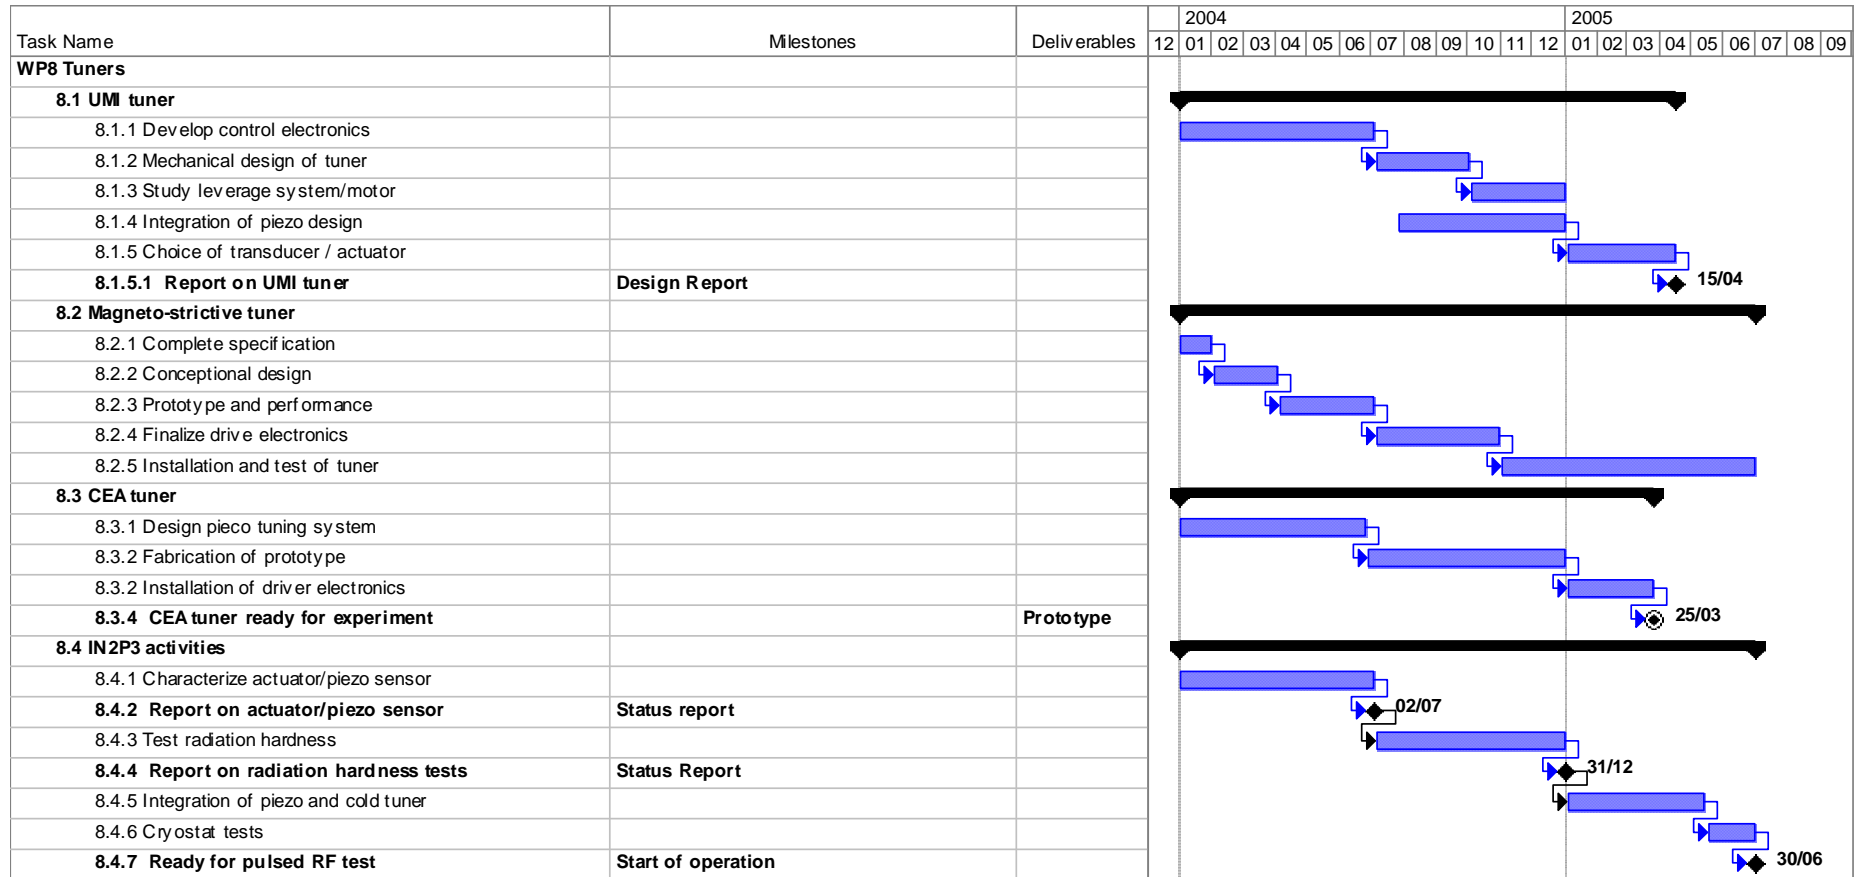 2004 2005
Task Name Milestones Deliverables 12 01 02 03 04 05 06 07 08 09 10 11 12 01 02 03 04 05 06 07 08 09
WP8 Tuners
8.1 UMI tuner
8.1.1 Develop control electronics
8.1.2 Mechanical design of tuner
8.1.3 Study leverage system/motor
8.1.4 Integration of piezo design
8.1.5 Choice of transducer / actuator
8.1.5.1 Report on UMI tuner Design Report 15/04
8.2 Magneto-strictive tuner
8.2.1 Complete specification
8.2.2 Conceptional design
8.2.3 Prototype and performance
8.2.4 Finalize drive electronics
8.2.5 Installation and test of tuner
8.3 CEA tuner
8.3.1 Design pieco tuning system
8.3.2 Fabrication of prototype
8.3.2 Installation of driver electronics
8.3.4 CEA tuner ready for experiment Prototype 25/03
8.4 IN2P3 activities
8.4.1 Characterize actuator/piezo sensor
8.4.2 Report on actuator/piezo sensor Status report 02/07
8.4.3 Test radiation hardness
8.4.4 Report on radiation hardness tests Status Report 31/12
8.4.5 Integration of piezo and cold tuner
8.4.6 Cryostat tests
8.4.7 Ready for pulsed RF test Start of operation 30/06